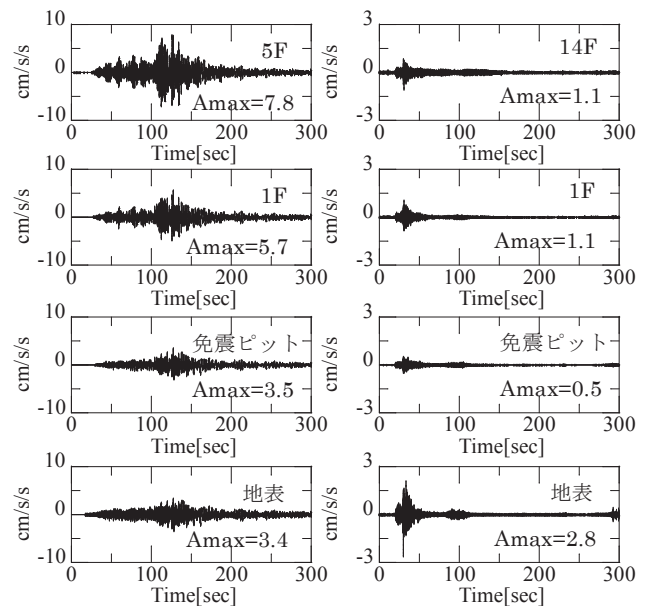 10
cm/s/s
0
-10
5F
Amax=7.8
0 100 200 300
Time[sec]
3
cm/s/s
0
-3
14F
Amax=1.1
0 100 200 300
Time[sec]
10
cm/s/s
0
-10
1F
Amax=5.7
0 100 200 300
Time[sec]
3
cm/s/s
0
-3
1F
Amax=1.1
0 100 200 300
Time[sec]
10
cm/s/s
0
-10
免震ピット
Amax=3.5
0 100 200 300
Time[sec]
3
cm/s/s
0
-3
免震ピット
Amax=0.5
0 100 200 300
Time[sec]
10
cm/s/s
0
-10
地表
Amax=3.4
0 100 200 300
Time[sec]
3
cm/s/s
0
-3
地表
Amax=2.8
0 100 200 300
Time[sec]